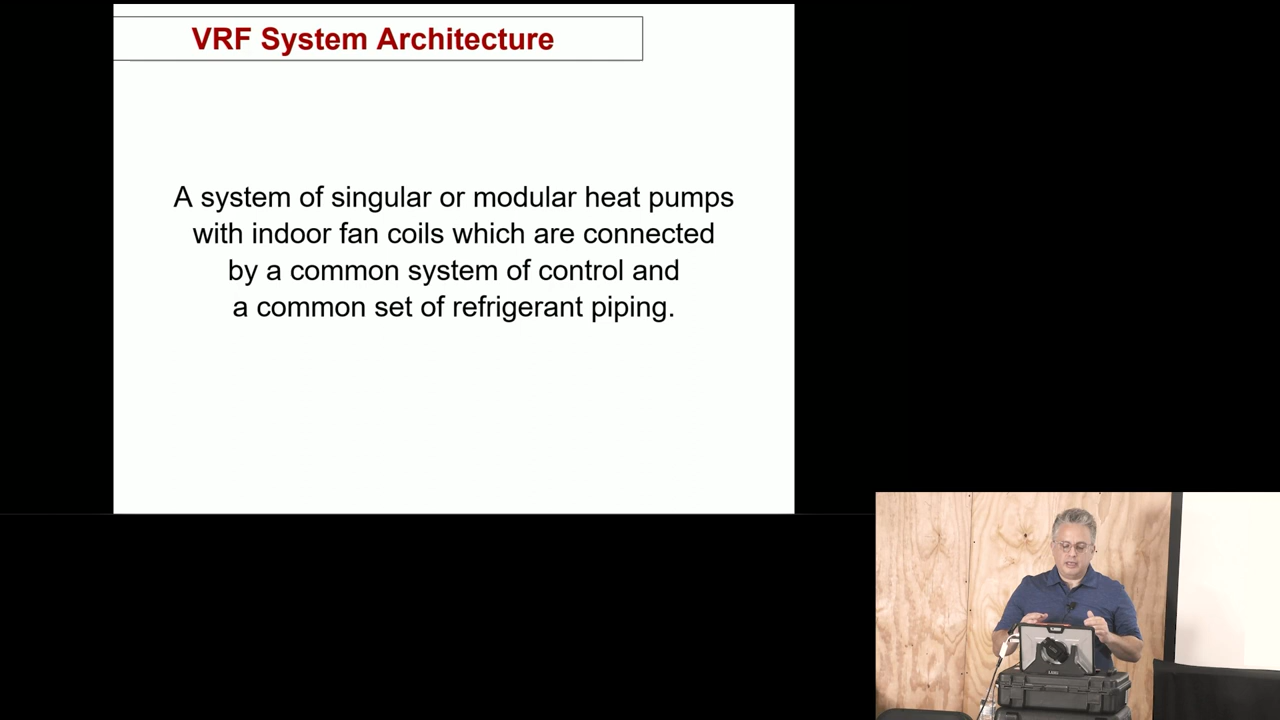 VRF System Architecture
A system of singular or modular heat pumps
with indoor fan coils which are connected
by a common system of control and
a common set of refrigerant piping.